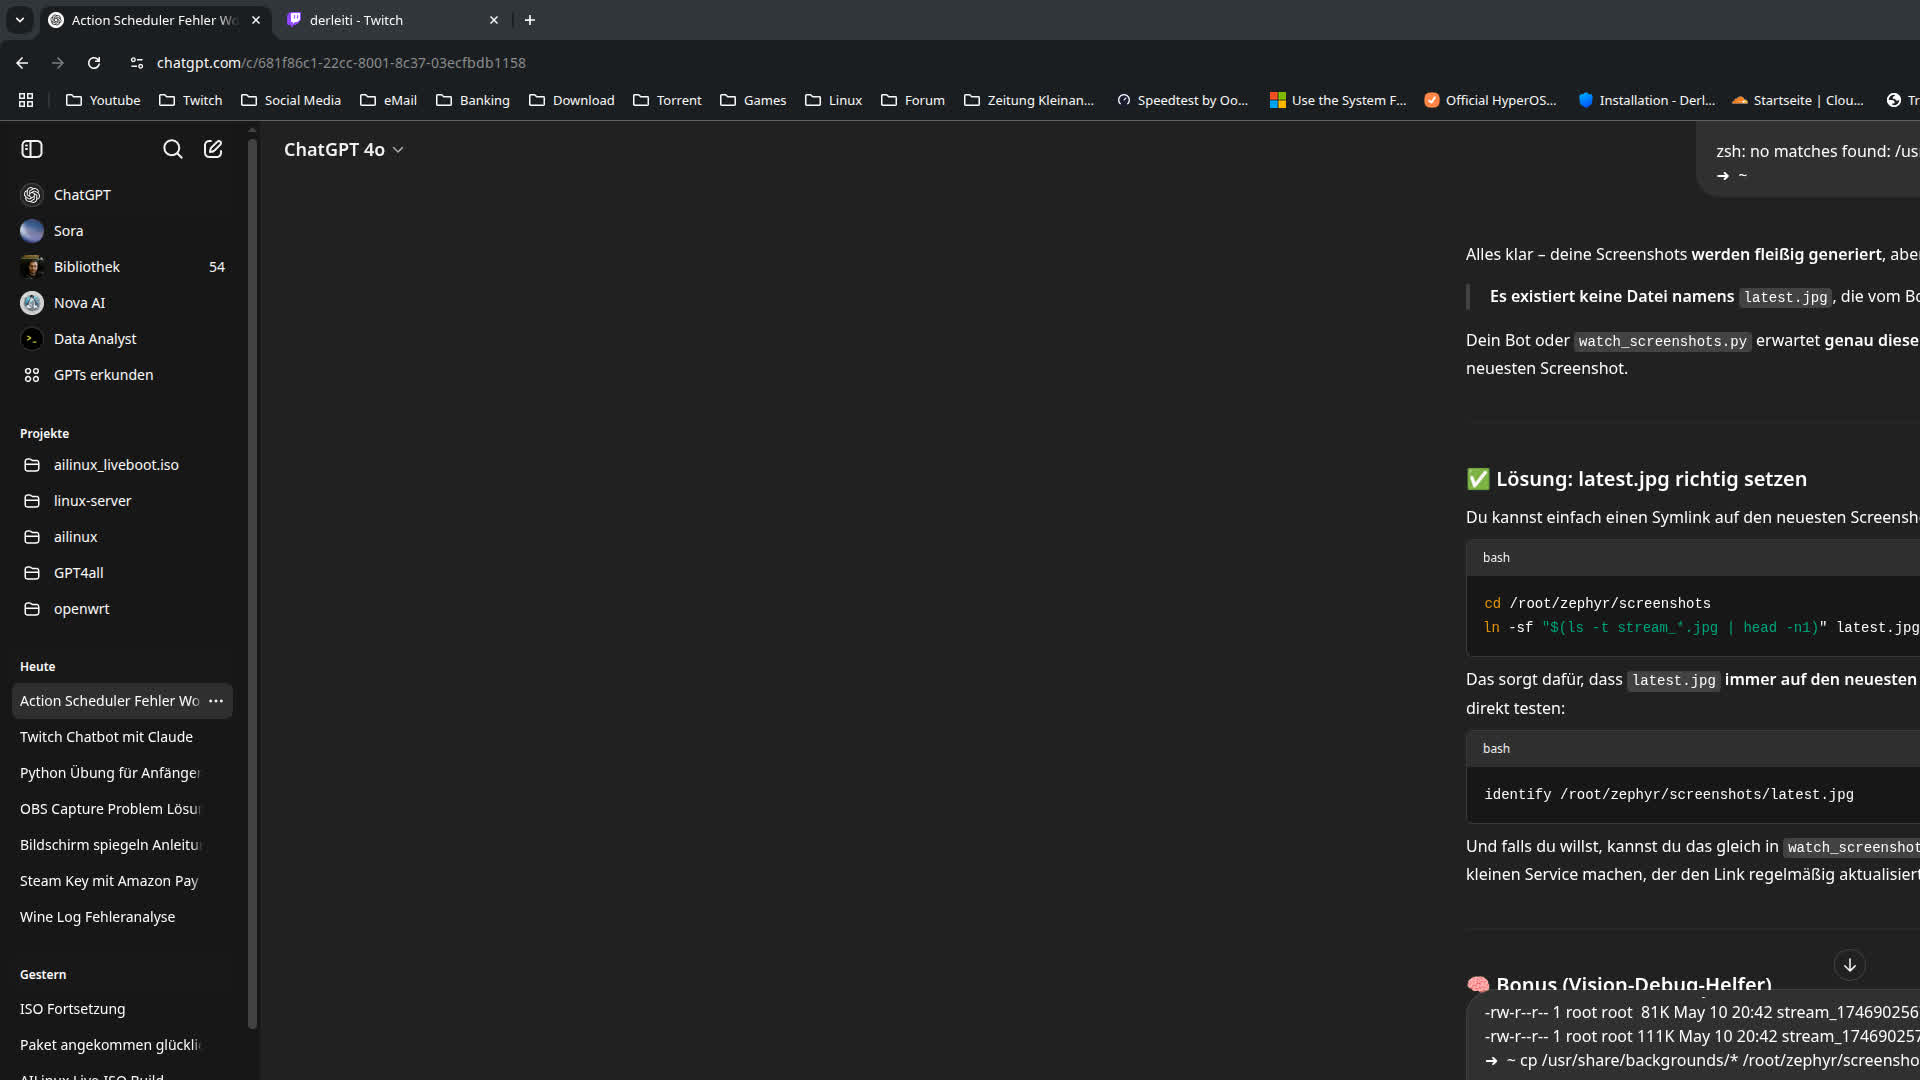 Action Scheduler Fehler Wo
derleiti - Twitch
chatgpt.com/c/681f86c1-22cc-8001-8c37-03ecfbdb1158
Youtube Twitch Social Media eMail Banking Download Torrent Games Linux Forum Zeitung Kleinan... Speedtest by Oo... Use the System F... Official HyperOS... Installation - Derl... Startseite | Clou... Tr
ChatGPT
Sora
Bibliothek 54
Nova AI
Data Analyst
GPTs erkunden
Projekte
ailinux_liveboot.iso
linux-server
ailinux
GPT4all
openwrt
Heute
Action Scheduler Fehler Wo
Twitch Chatbot mit Claude
Python Übung für Anfänger
OBS Capture Problem Lösu
Bildschirm spiegeln Anleitu
Steam Key mit Amazon Pay
Wine Log Fehleranalyse
Gestern
ISO Fortsetzung
Paket angekommen glückli
AILinux Live ISO Build
ChatGPT 4o
zsh: no matches found: /us
➜ ~
Alles klar – deine Screenshots werden fleißig generiert, abe
Es existiert keine Datei namens latest.jpg, die vom Bo
Dein Bot oder watch_screenshots.py erwartet genau diese
neuesten Screenshot.
✅ Lösung: latest.jpg richtig setzen
Du kannst einfach einen Symlink auf den neuesten Screensh
bash
cd /root/zephyr/screenshots
ln -sf "$(ls -t stream_*.jpg | head -n1)" latest.jpg
Das sorgt dafür, dass latest.jpg immer auf den neuesten
direkt testen:
bash
identify /root/zephyr/screenshots/latest.jpg
Und falls du willst, kannst du das gleich in watch_screenshot
kleinen Service machen, der den Link regelmäßig aktualisiert
🧠 Bonus (Vision-Debug-Helfer)
-rw-r--r-- 1 root root 81K May 10 20:42 stream_174690256
-rw-r--r-- 1 root root 111K May 10 20:42 stream_174690257
➜ ~ cp /usr/share/backgrounds/* /root/zephyr/screensho